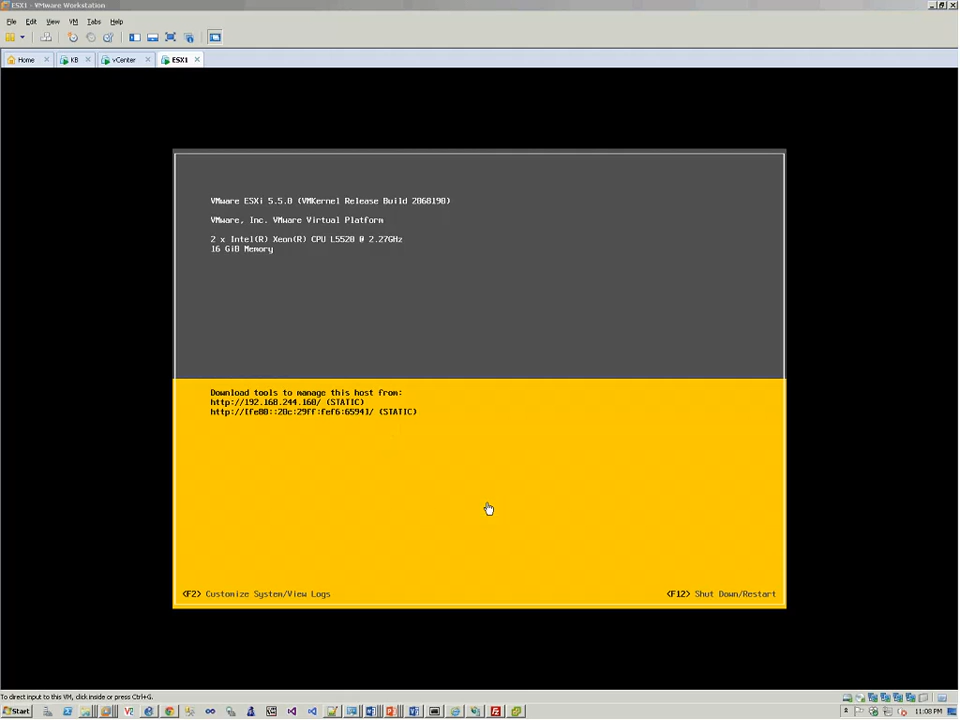 ESX1 - VMware Workstation
File Edit View VM Tabs Help
Home KB vCenter ESX1
VMware ESXi 5.5.0 (VMKernel Release Build 2068190)
VMware, Inc. VMware Virtual Platform
2 x Intel(R) Xeon(R) CPU L5520 @ 2.27GHz
16 GiB Memory
Download tools to manage this host from:
http://192.168.244.160/ (STATIC)
http://[fe80::20c:29ff:fef6:6594]/ (STATIC)
<F2> Customize System/View Logs
<F12> Shut Down/Restart
To direct input to this VM, click inside or press Ctrl+G.
Start
11:08 PM